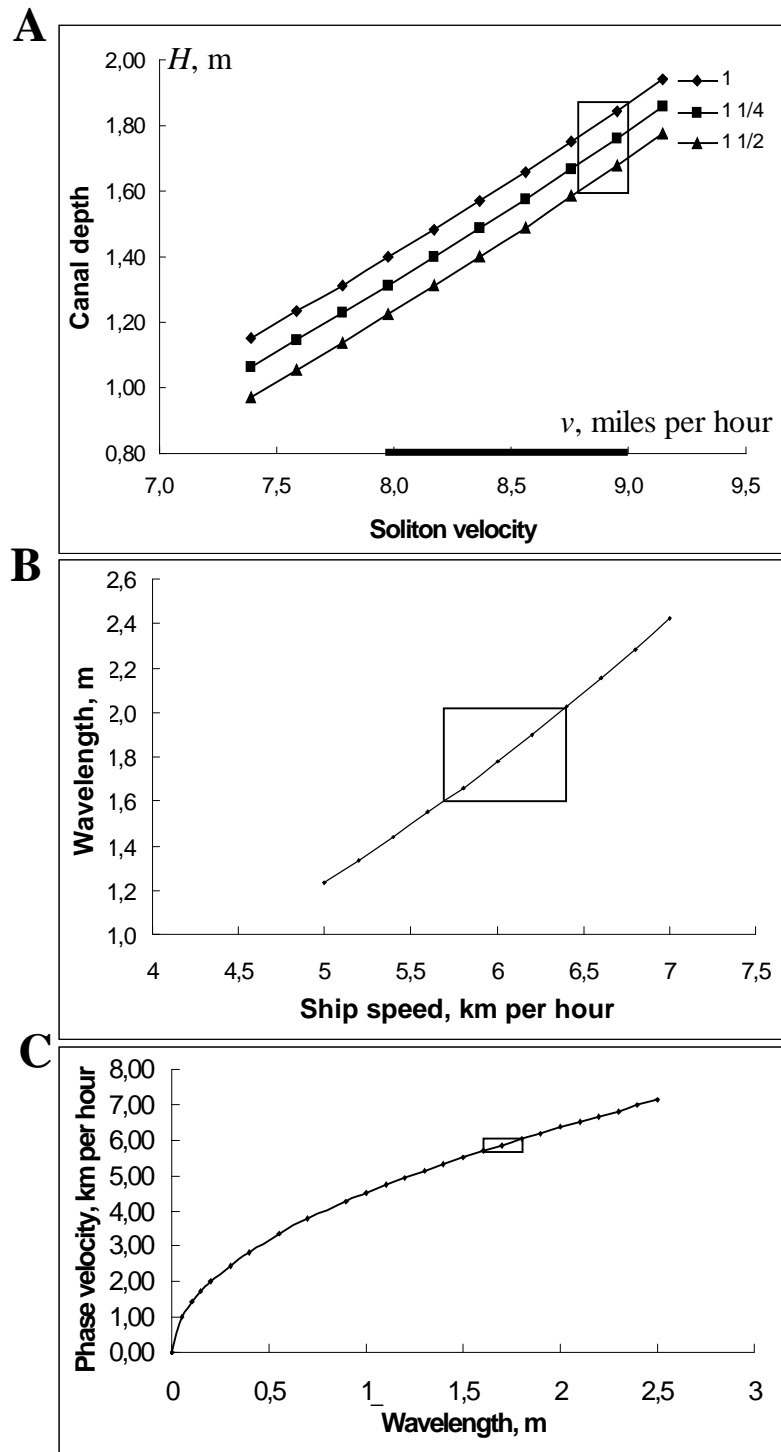 A
H, m
2,00
1,80
1,60
1,40
1,20
1,00
0,80
Canal depth
1
1 1/4
1 1/2
v, miles per hour
7,0 7,5 8,0 8,5 9,0 9,5
Soliton velocity
B
2,6
2,4
2,2
2,0
1,8
1,6
1,4
1,2
1,0
Wavelength, m
4 4,5 5 5,5 6 6,5 7 7,5
Ship speed, km per hour
C
8,00
7,00
6,00
5,00
4,00
3,00
2,00
1,00
0,00
Phase velocity, km per hour
0 0,5 1_ 1,5 2 2,5 3
Wavelength, m